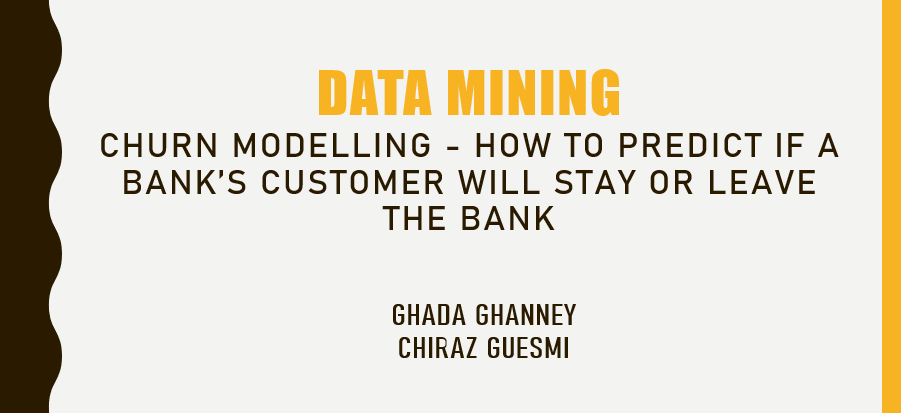 DATA MINING
CHURN MODELLING - HOW TO PREDICT IF A
BANK’S CUSTOMER WILL STAY OR LEAVE
THE BANK
GHADA GHANNEY
CHIRAZ GUESMI